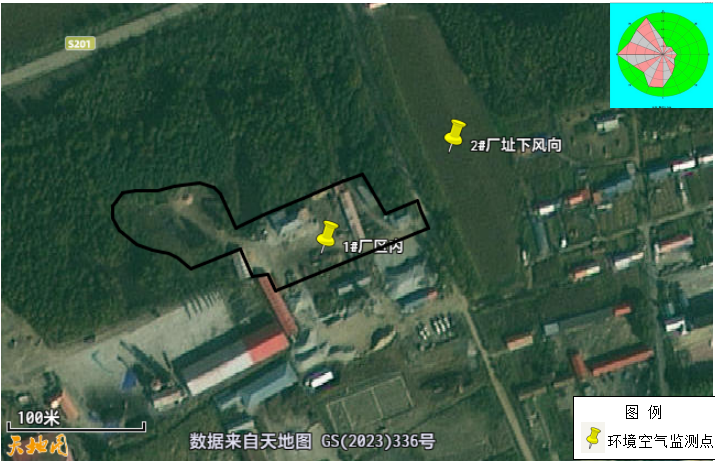 S201
2#厂址下风向
1#厂区内
100米
天地图
数据来自天地图 GS(2023)336号
图 例
环境空气监测点